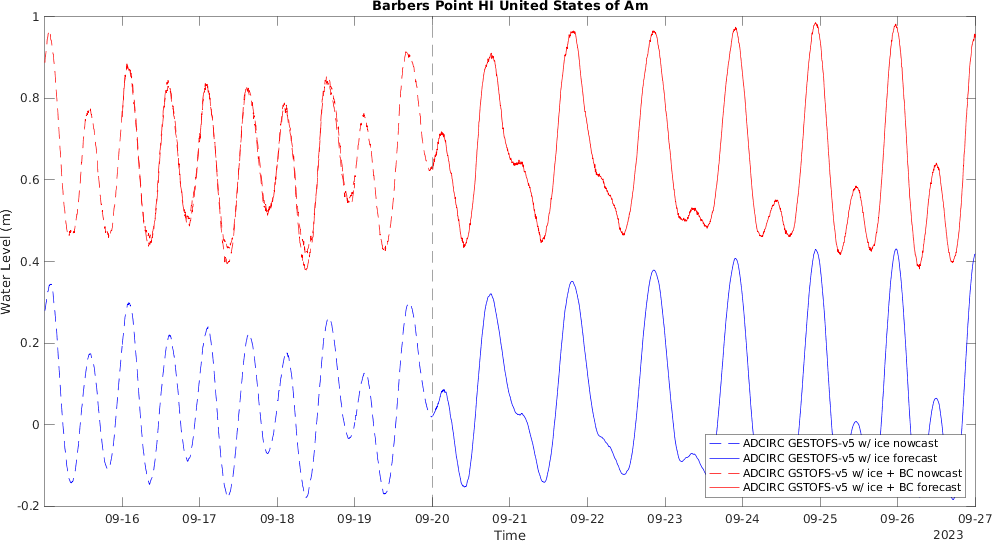 Barbers Point HI United States of Am
Water Level (m)
1
0.8
0.6
0.4
0.2
0
-0.2
ADCIRC GESTOFS-v5 w/ ice nowcast
ADCIRC GESTOFS-v5 w/ ice forecast
ADCIRC GSTOFS-v5 w/ ice + BC nowcast
ADCIRC GSTOFS-v5 w/ ice + BC forecast
09-16 09-17 09-18 09-19 09-20 09-21 09-22 09-23 09-24 09-25 09-26 09-27
Time
2023